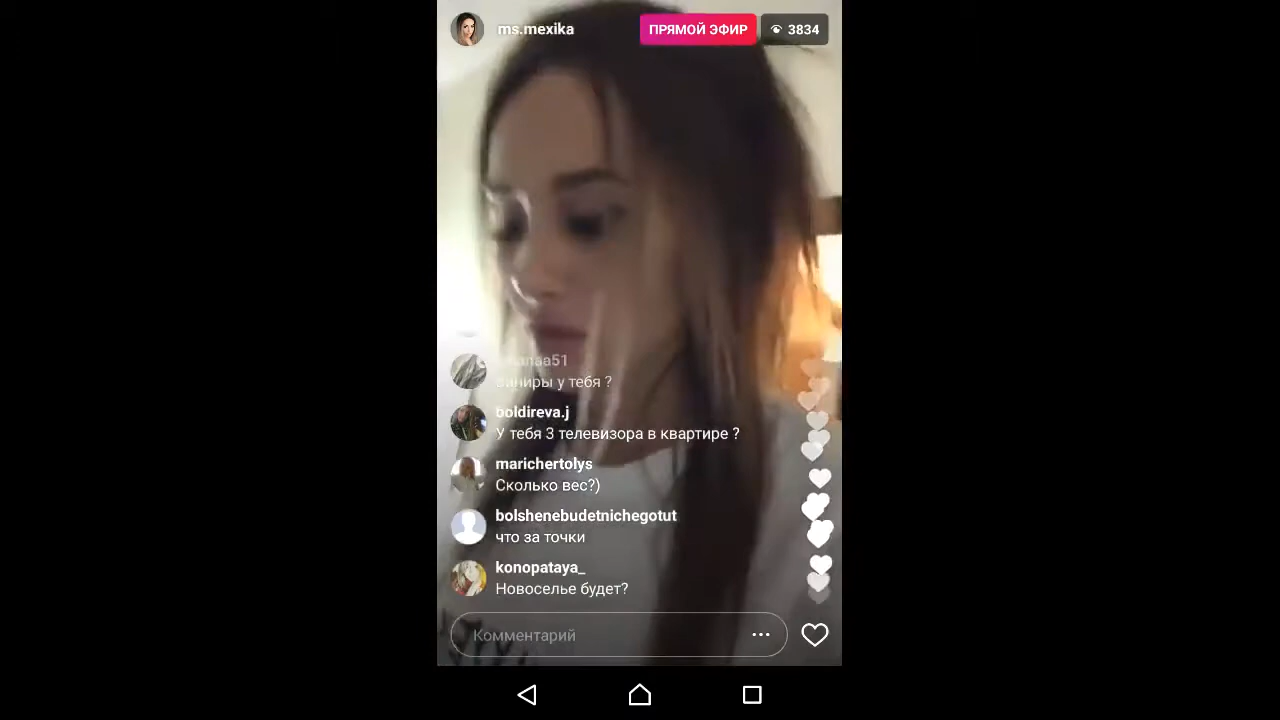 ms.mexika
ПРЯМОЙ ЭФИР
3834
у тебя ?
boldireva.j
У тебя 3 телевизора в квартире ?
marichertolys
Сколько вес?)
bolshenebudetnichegotut
что за точки
konopataya_
Новоселье будет?
Комментарий